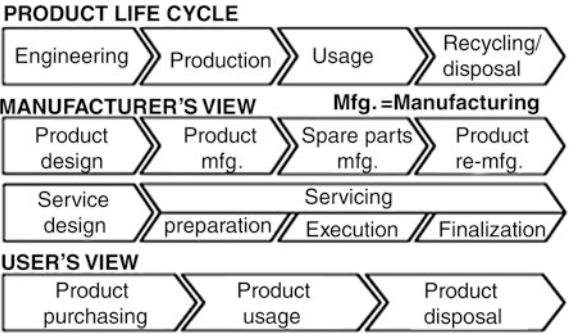 PRODUCT LIFE CYCLE
Engineering Production Usage Recycling/
disposal
MANUFACTURER'S VIEW Mfg.=Manufacturing
Product Product Spare parts Product
design mfg. mfg. re-mfg.
Service Servicing
design preparation Execution Finalization
USER'S VIEW
Product Product Product
purchasing usage disposal